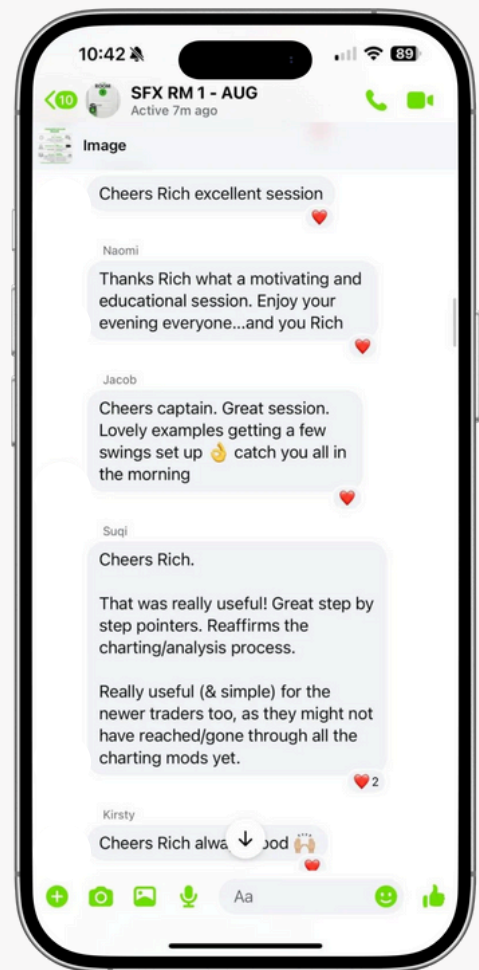 10:42
89
10
SFX RM 1 - AUG
Active 7m ago
Image
Cheers Rich excellent session
Naomi
Thanks Rich what a motivating and
educational session. Enjoy your
evening everyone...and you Rich
Jacob
Cheers captain. Great session.
Lovely examples getting a few
swings set up 👌 catch you all in
the morning
Suqi
Cheers Rich.
That was really useful! Great step by
step pointers. Reaffirms the
charting/analysis process.
Really useful (& simple) for the
newer traders too, as they might not
have reached/gone through all the
charting mods yet.
2
Kirsty
Cheers Rich
Aa